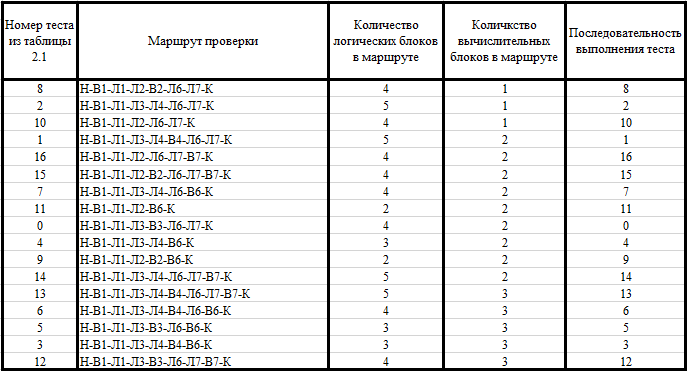 Номер теста из таблицы 2.1 | Маршрут проверки | Количество логических блоков в маршруте | Количкство вычислительных блоков в маршруте | Последовательность выполнения теста
8 | Н-В1-Л1-Л2-В2-Л6-Л7-К | 4 | 1 | 8
2 | Н-В1-Л1-Л3-Л4-Л6-Л7-К | 5 | 1 | 2
10 | Н-В1-Л1-Л2-Л6-Л7-К | 4 | 1 | 10
1 | Н-В1-Л1-Л3-Л4-В4-Л6-Л7-К | 5 | 2 | 1
16 | Н-В1-Л1-Л2-Л6-Л7-В7-К | 4 | 2 | 16
15 | Н-В1-Л1-Л2-В2-Л6-Л7-В7-К | 4 | 2 | 15
7 | Н-В1-Л1-Л3-Л4-Л6-В6-К | 4 | 2 | 7
11 | Н-В1-Л1-Л2-В6-К | 2 | 2 | 11
0 | Н-В1-Л1-Л3-В3-Л6-Л7-К | 4 | 2 | 0
4 | Н-В1-Л1-Л3-Л4-В6-К | 3 | 2 | 4
9 | Н-В1-Л1-Л2-В2-В6-К | 2 | 2 | 9
14 | Н-В1-Л1-Л3-Л4-Л6-Л7-В7-К | 5 | 2 | 14
13 | Н-В1-Л1-Л3-Л4-В4-Л6-Л7-В7-К | 5 | 3 | 13
6 | Н-В1-Л1-Л3-Л4-В4-Л6-В6-К | 4 | 3 | 6
5 | Н-В1-Л1-Л3-В3-Л6-В6-К | 3 | 3 | 5
3 | Н-В1-Л1-Л3-Л4-В4-В6-К | 3 | 3 | 3
12 | Н-В1-Л1-Л3-В3-Л6-Л7-В7-К | 4 | 3 | 12